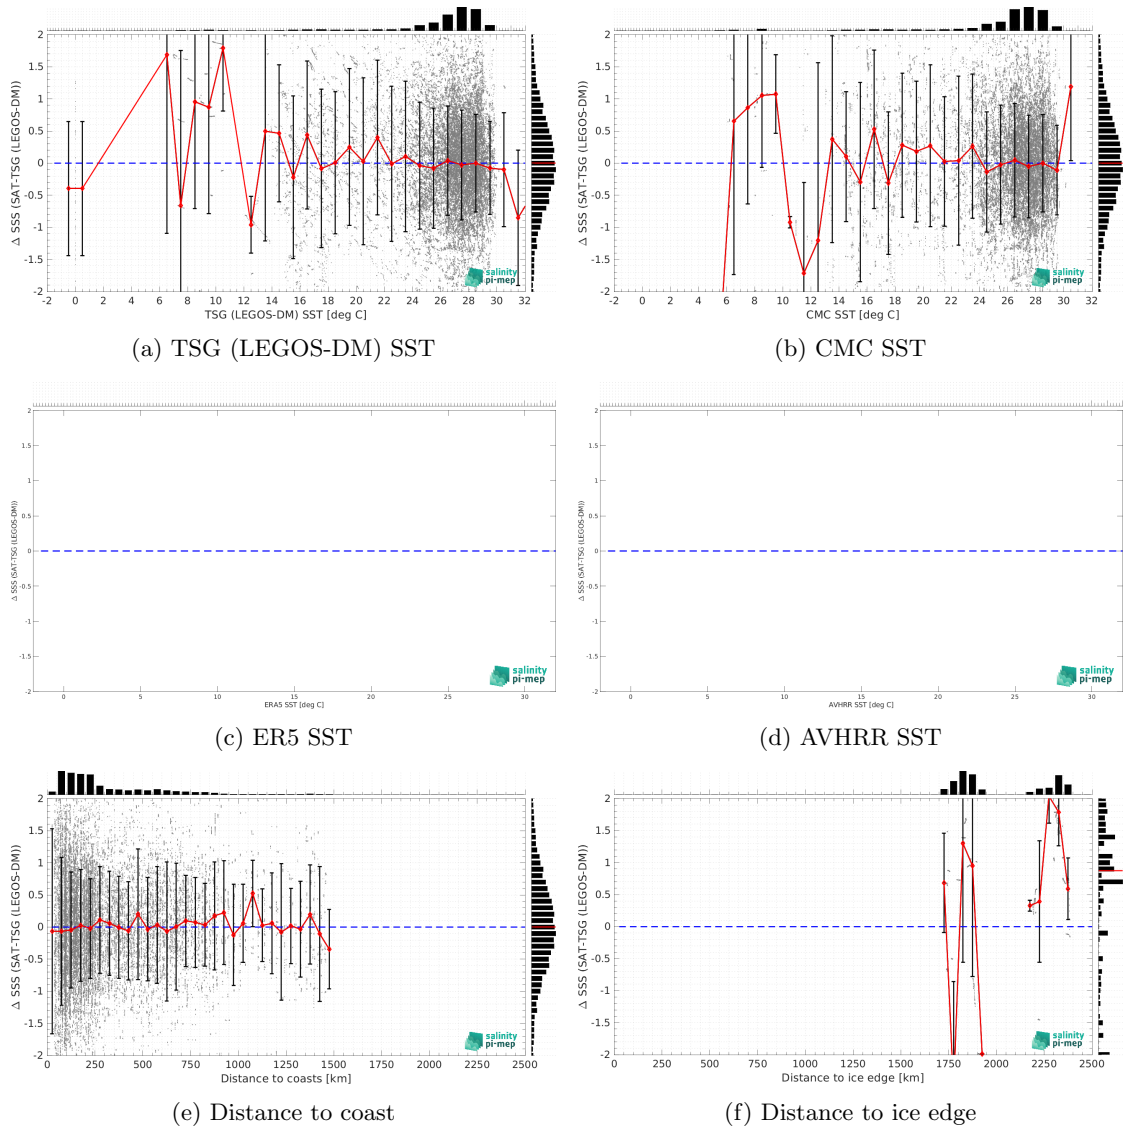 2
1.5
1
0.5
0
-0.5
-1
-1.5
-2
Δ SSS (SAT-TSG (LEGOS-DM))
-2 0 2 4 6 8 10 12 14 16 18 20 22 24 26 28 30 32
TSG (LEGOS-DM) SST [deg C]
salinity
pi-mep
(a) TSG (LEGOS-DM) SST
2
1.5
1
0.5
0
-0.5
-1
-1.5
-2
Δ SSS (SAT-TSG (LEGOS-DM))
-2 0 2 4 6 8 10 12 14 16 18 20 22 24 26 28 30 32
CMC SST [deg C]
salinity
pi-mep
(b) CMC SST
2
1.5
1
0.5
0
-0.5
-1
-1.5
-2
Δ SSS (SAT-TSG (LEGOS-DM))
0 5 10 15 20 25 30
ERA5 SST [deg C]
salinity
pi-mep
(c) ER5 SST
2
1.5
1
0.5
0
-0.5
-1
-1.5
-2
Δ SSS (SAT-TSG (LEGOS-DM))
0 5 10 15 20 25 30
AVHRR SST [deg C]
salinity
pi-mep
(d) AVHRR SST
2
1.5
1
0.5
0
-0.5
-1
-1.5
-2
Δ SSS (SAT-TSG (LEGOS-DM))
0 250 500 750 1000 1250 1500 1750 2000 2250 2500
Distance to coasts [km]
salinity
pi-mep
(e) Distance to coast
2
1.5
1
0.5
0
-0.5
-1
-1.5
-2
Δ SSS (SAT-TSG (LEGOS-DM))
0 250 500 750 1000 1250 1500 1750 2000 2250 2500
Distance to ice edge [km]
salinity
pi-mep
(f) Distance to ice edge